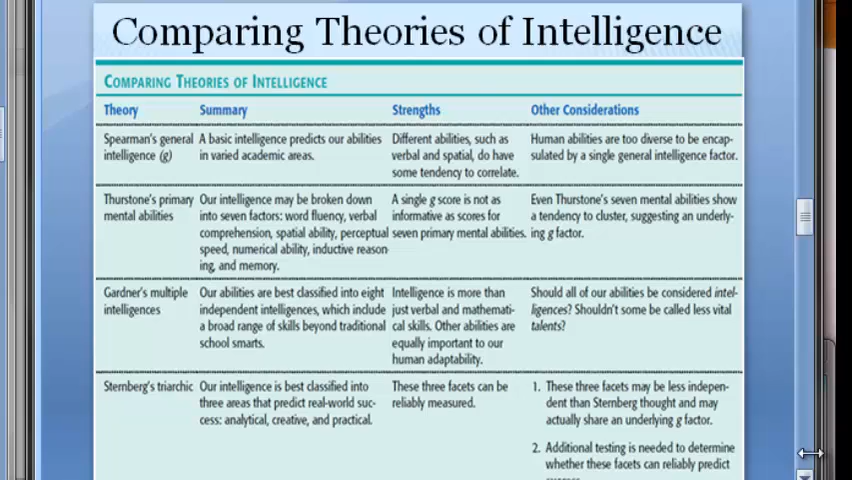 Comparing Theories of Intelligence
COMPARING THEORIES OF INTELLIGENCE
Theory Summary Strengths Other Considerations
Spearman's general
intelligence (g)
A basic intelligence predicts our abilities
in varied academic areas.
Different abilities, such as
verbal and spatial, do have
some tendency to correlate.
Human abilities are too diverse to be encap-
sulated by a single general intelligence factor.
Thurstone's primary
mental abilities
Our intelligence may be broken down
into seven factors: word fluency, verbal
comprehension, spatial ability, perceptual
speed, numerical ability, inductive reason-
ing, and memory.
A single g score is not as
informative as scores for
seven primary mental abilities.
Even Thurstone's seven mental abilities show
a tendency to cluster, suggesting an underly-
ing g factor.
Gardner's multiple
intelligences
Our abilities are best classified into eight
independent intelligences, which include
a broad range of skills beyond traditional
school smarts.
Intelligence is more than
just verbal and mathemati-
cal skills. Other abilities are
equally important to our
human adaptability.
Should all of our abilities be considered intel-
ligences? Shouldn't some be called less vital
talents?
Sternberg's triarchic
Our intelligence is best classified into
three areas that predict real-world suc-
cess: analytical, creative, and practical.
These three facets can be
reliably measured.
1. These three facets may be less indepen-
dent than Sternberg thought and may
actually share an underlying g factor.
2. Additional testing is needed to determine
whether these facets can reliably predict